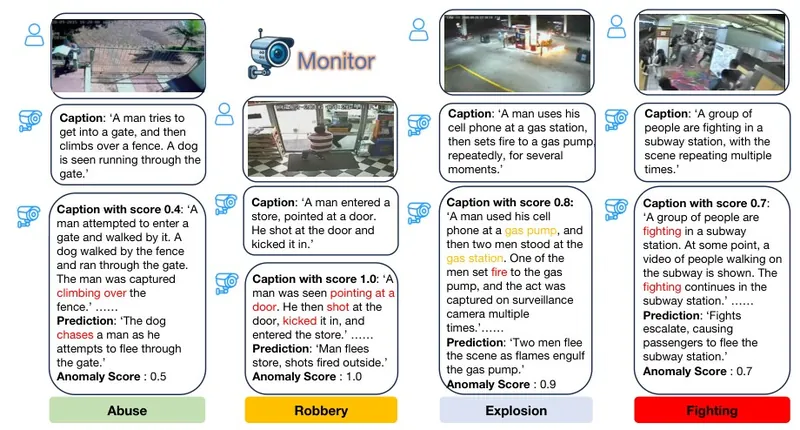 Monitor
Caption: ‘A man tries to
get into a gate, and then
climbs over a fence. A dog
is seen running through the
gate.’
Caption with score 0.4: ‘A
man attempted to enter a
gate and walked by it. A
dog walked by the fence
and ran through the gate.
The man was captured
climbing over the
fence.’ ......
Prediction: ‘The dog
chases a man as he
attempts to flee through
the gate.’
Anomaly Score : 0.5
Abuse
Caption: ‘A man entered a
store, pointed at a door.
He shot at the door and
kicked it in.’
Caption with score 1.0: ‘A
man was seen pointing at a
door. He then shot at the
door, kicked it in, and
entered the store.’ ......
Prediction: ‘Man flees
store, shots fired outside.’
Anomaly Score : 1.0
Robbery
Caption: ‘A man uses his
cell phone at a gas station,
then sets fire to a gas pump,
repeatedly, for several
moments.’
Caption with score 0.8:
‘A man used his cell
phone at a gas pump, and
then two men stood at the
gas station. One of the
men set fire to the gas
pump, and the act was
captured on surveillance
camera multiple
times.’......
Prediction: ‘Two men flee
the scene as flames engulf
the gas pump.’
Anomaly Score : 0.9
Explosion
Caption: ‘A group of
people are fighting in a
subway station, with the
scene repeating multiple
times.’
Caption with score 0.7:
‘A group of people are
fighting in a subway
station. At some point, a
video of people walking on
the subway is shown. The
fighting continues in the
subway station.’ ......
Prediction: ‘Fights
escalate, causing
passengers to flee the
subway station.’
Anomaly Score : 0.7
Fighting